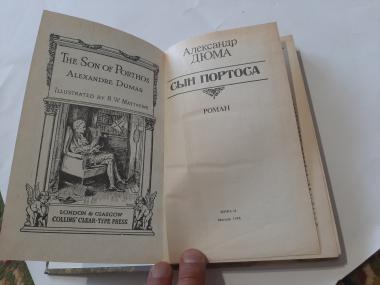 THE SON OF PORTHOS
ALEXANDRE DUMAS
ILLUSTRATED BY R. W. MATTHEWS
LONDON & GLASGOW
COLLINS' CLEAR-TYPE PRESS
Александр
ДЮМА
СЫН ПОРТОСА
РОМАН
Москва